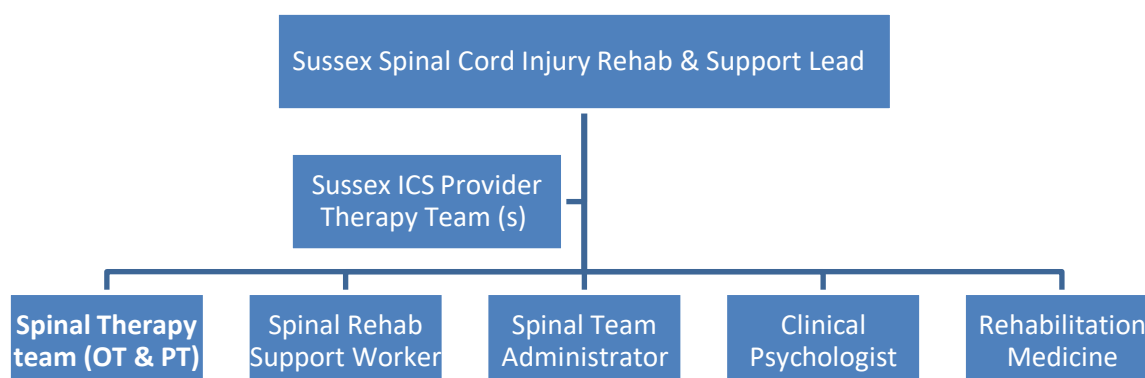 Sussex Spinal Cord Injury Rehab & Support Lead
Sussex ICS Provider
Therapy Team (s)
Spinal Therapy
team (OT & PT)
Spinal Rehab
Support Worker
Spinal Team
Administrator
Clinical
Psychologist
Rehabilitation
Medicine